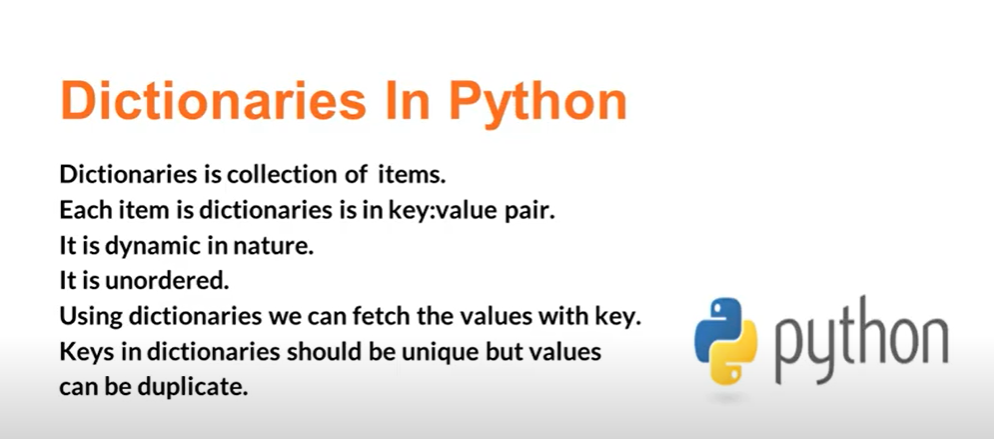 Dictionaries In Python
Dictionaries is collection of items.
Each item is dictionaries is in key:value pair.
It is dynamic in nature.
It is unordered.
Using dictionaries we can fetch the values with key.
Keys in dictionaries should be unique but values
can be duplicate.
python